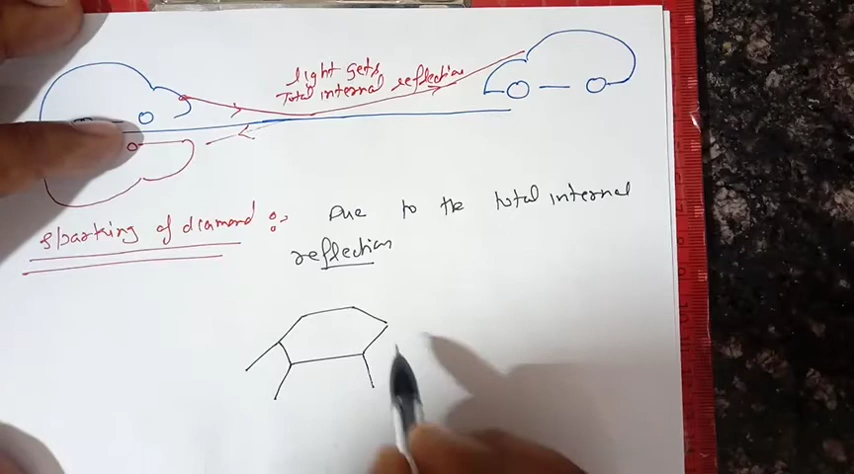 light gets
Total internal reflection
sparking of diamond :- Due to the total internal
reflection